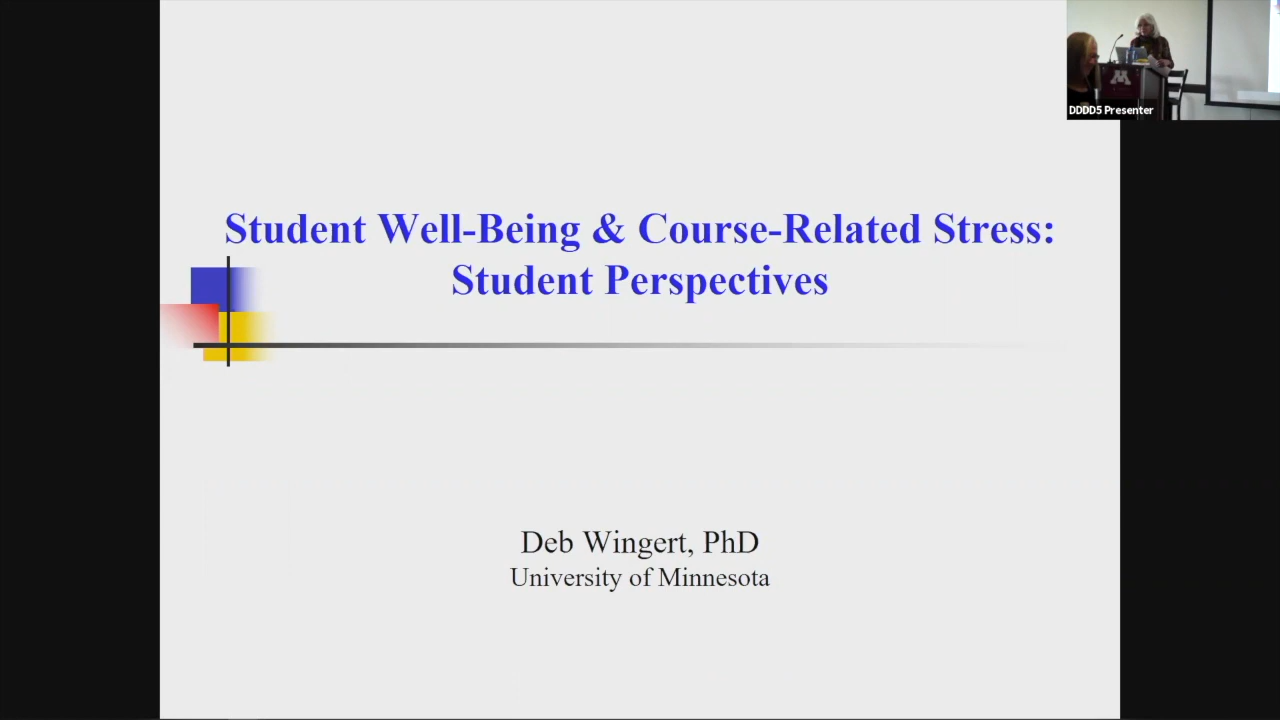 Student Well-Being & Course-Related Stress:
Student Perspectives
Deb Wingert, PhD
University of Minnesota
DDDD5 Presenter
M